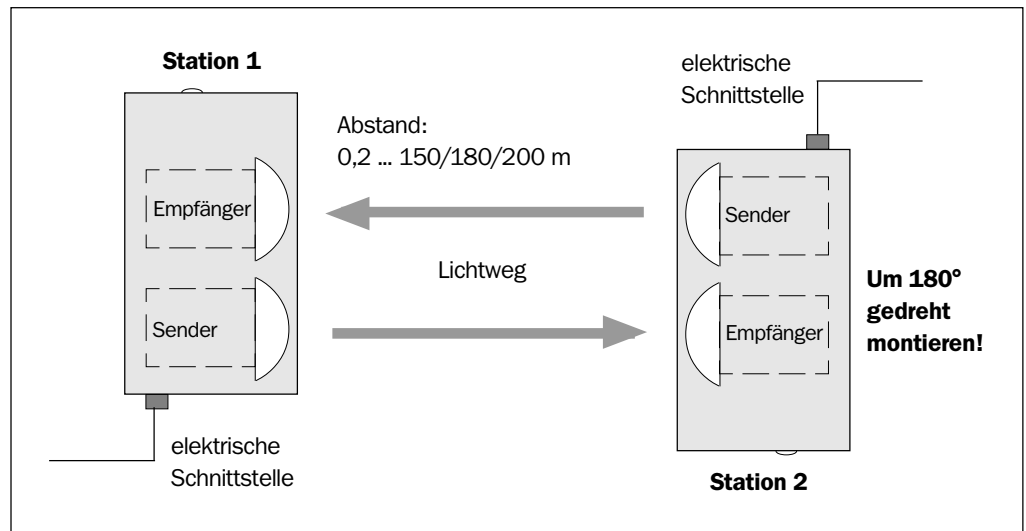 Station 1
elektrische
Schnittstelle
Abstand:
0,2 ... 150/180/200 m
Empfänger
Sender
Lichtweg
Sender
Empfänger
Um 180°
gedreht
montieren!
elektrische
Schnittstelle
Station 2